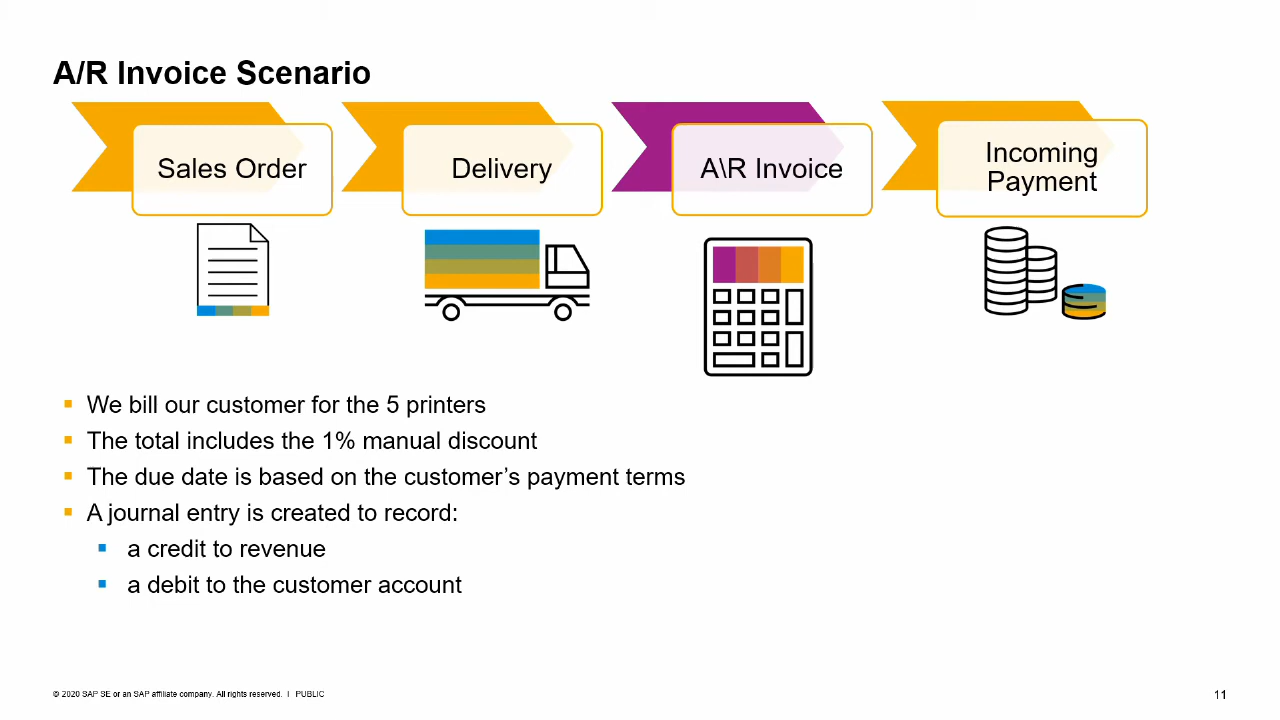 A/R Invoice Scenario
Sales Order
Delivery
A\R Invoice
Incoming
Payment
We bill our customer for the 5 printers
The total includes the 1% manual discount
The due date is based on the customer’s payment terms
A journal entry is created to record:
a credit to revenue
a debit to the customer account
© 2020 SAP SE or an SAP affiliate company. All rights reserved. I PUBLIC
11